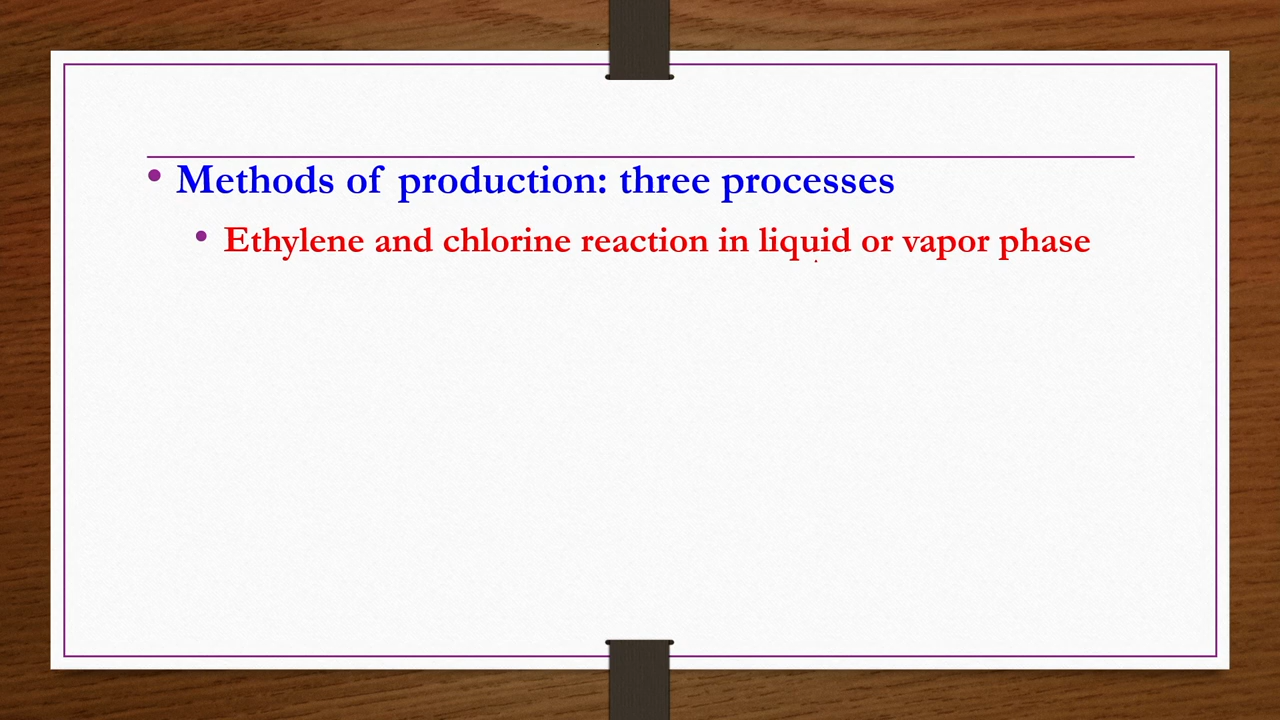 • Methods of production: three processes
• Ethylene and chlorine reaction in liquid or vapor phase